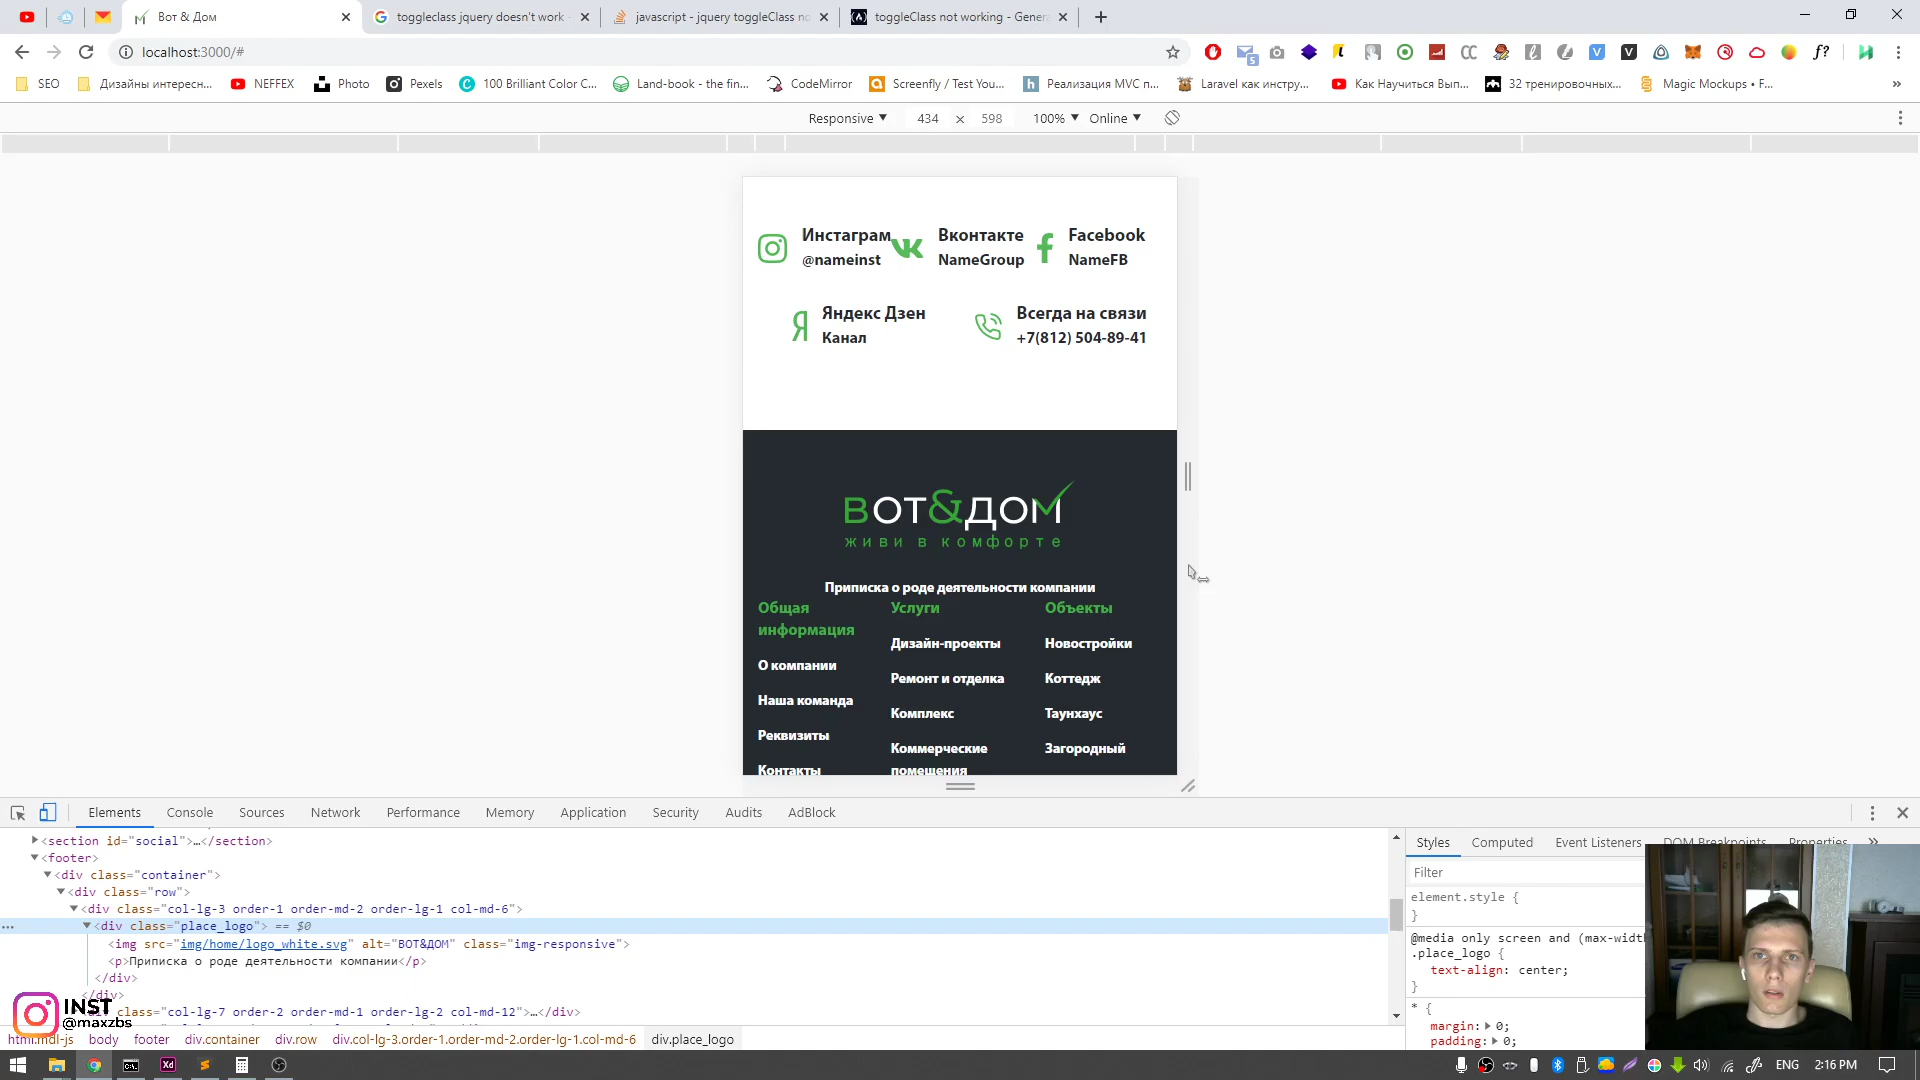 Вот & Дом
toggleclass jquery doesn't work
javascript - jquery toggleClass no
toggleClass not working - Genera
localhost:3000/#
SEO
Дизайны интересн...
NEFFEX
Photo
Pexels
100 Brilliant Color C...
Land-book - the fin...
CodeMirror
Screenfly / Test You...
Реализация MVC п...
Laravel как инстру...
Как Научиться Вып...
32 тренировочных...
Magic Mockups • F...
»
Responsive
434 × 598
100%
Online
Инстаграм
@nameinst
Вконтакте
NameGroup
Facebook
NameFB
Яндекс Дзен
Канал
Всегда на связи
+7(812) 504-89-41
ВОТ&ДОМ
живи в комфорте
Приписка о роде деятельности компании
Общая
информация
О компании
Наша команда
Реквизиты
Контакты
Услуги
Дизайн-проекты
Ремонт и отделка
Комплекс
Коммерческие
помещения
Объекты
Новостройки
Коттедж
Таунхаус
Загородный
Elements
Console
Sources
Network
Performance
Memory
Application
Security
Audits
AdBlock
<section id="social">…</section>
<footer>
<div class="container">
<div class="row">
<div class="col-lg-3 order-1 order-md-2 order-lg-1 col-md-6">
<div class="place_logo"> == $0
<img src="img/home/logo_white.svg" alt="ВОТ&ДОМ" class="img-responsive">
<p>Приписка о роде деятельности компании</p>
</div>
</div>
class="col-lg-7 order-2 order-md-1 order-lg-2 col-md-12">…</div>
INST
@maxzbs
body
footer
div.container
div.row
div.col-lg-3.order-1.order-md-2.order-lg-1.col-md-6
div.place_logo
Styles
Computed
Event Listeners
DOM Breakpoints
Properties
»
Filter
element.style {
}
@media only screen and (max-widt
.place_logo {
text-align: center;
}
* {
margin: 0;
padding: 0;
ENG
2:16 PM